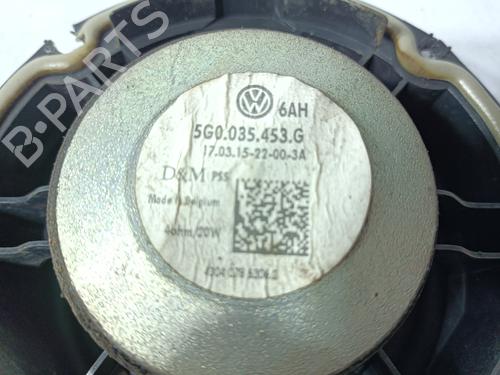 B-PARTS
6AH
5G0.035.453.G
17.03.15-22-00-3A
D&M PSS
Made in Belgium
4ohm/20W